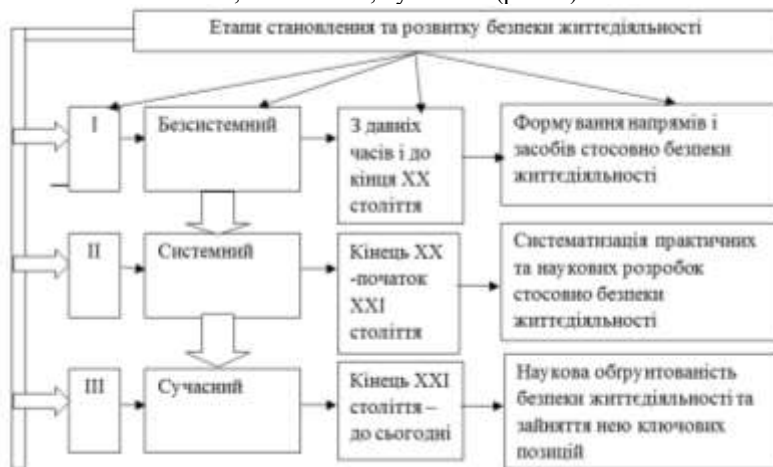 Етапи становлення та розвитку безпеки життєдіяльності
I
Безсистемний
З давніх
часів і до
кінця XX
століття
Формування напрямів і
засобів стосовно безпеки
життєдіяльності
II
Системний
Кінець XX
-початок
XXI
століття
Систематизація практичних
та наукових розробок
стосовно безпеки
життєдіяльності
III
Сучасний
Кінець XXI
століття –
до сьогодні
Наукова обґрунтованість
безпеки життєдіяльності та
зайняття нею ключових
позицій